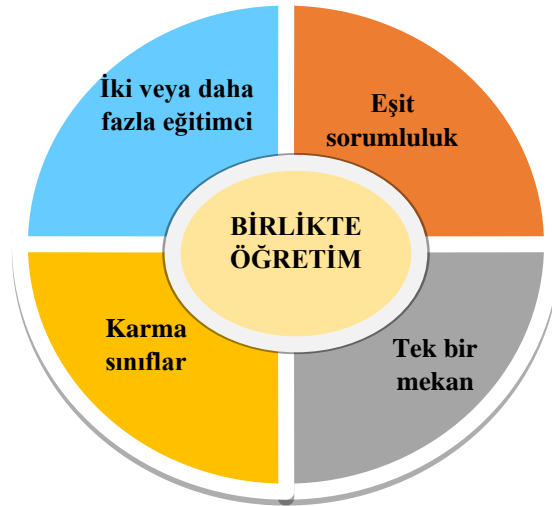 İki veya daha
fazla eğitimci
Eşit
sorumluluk
BİRLİKTE
ÖĞRETİM
Karma
sınıflar
Tek bir
mekan